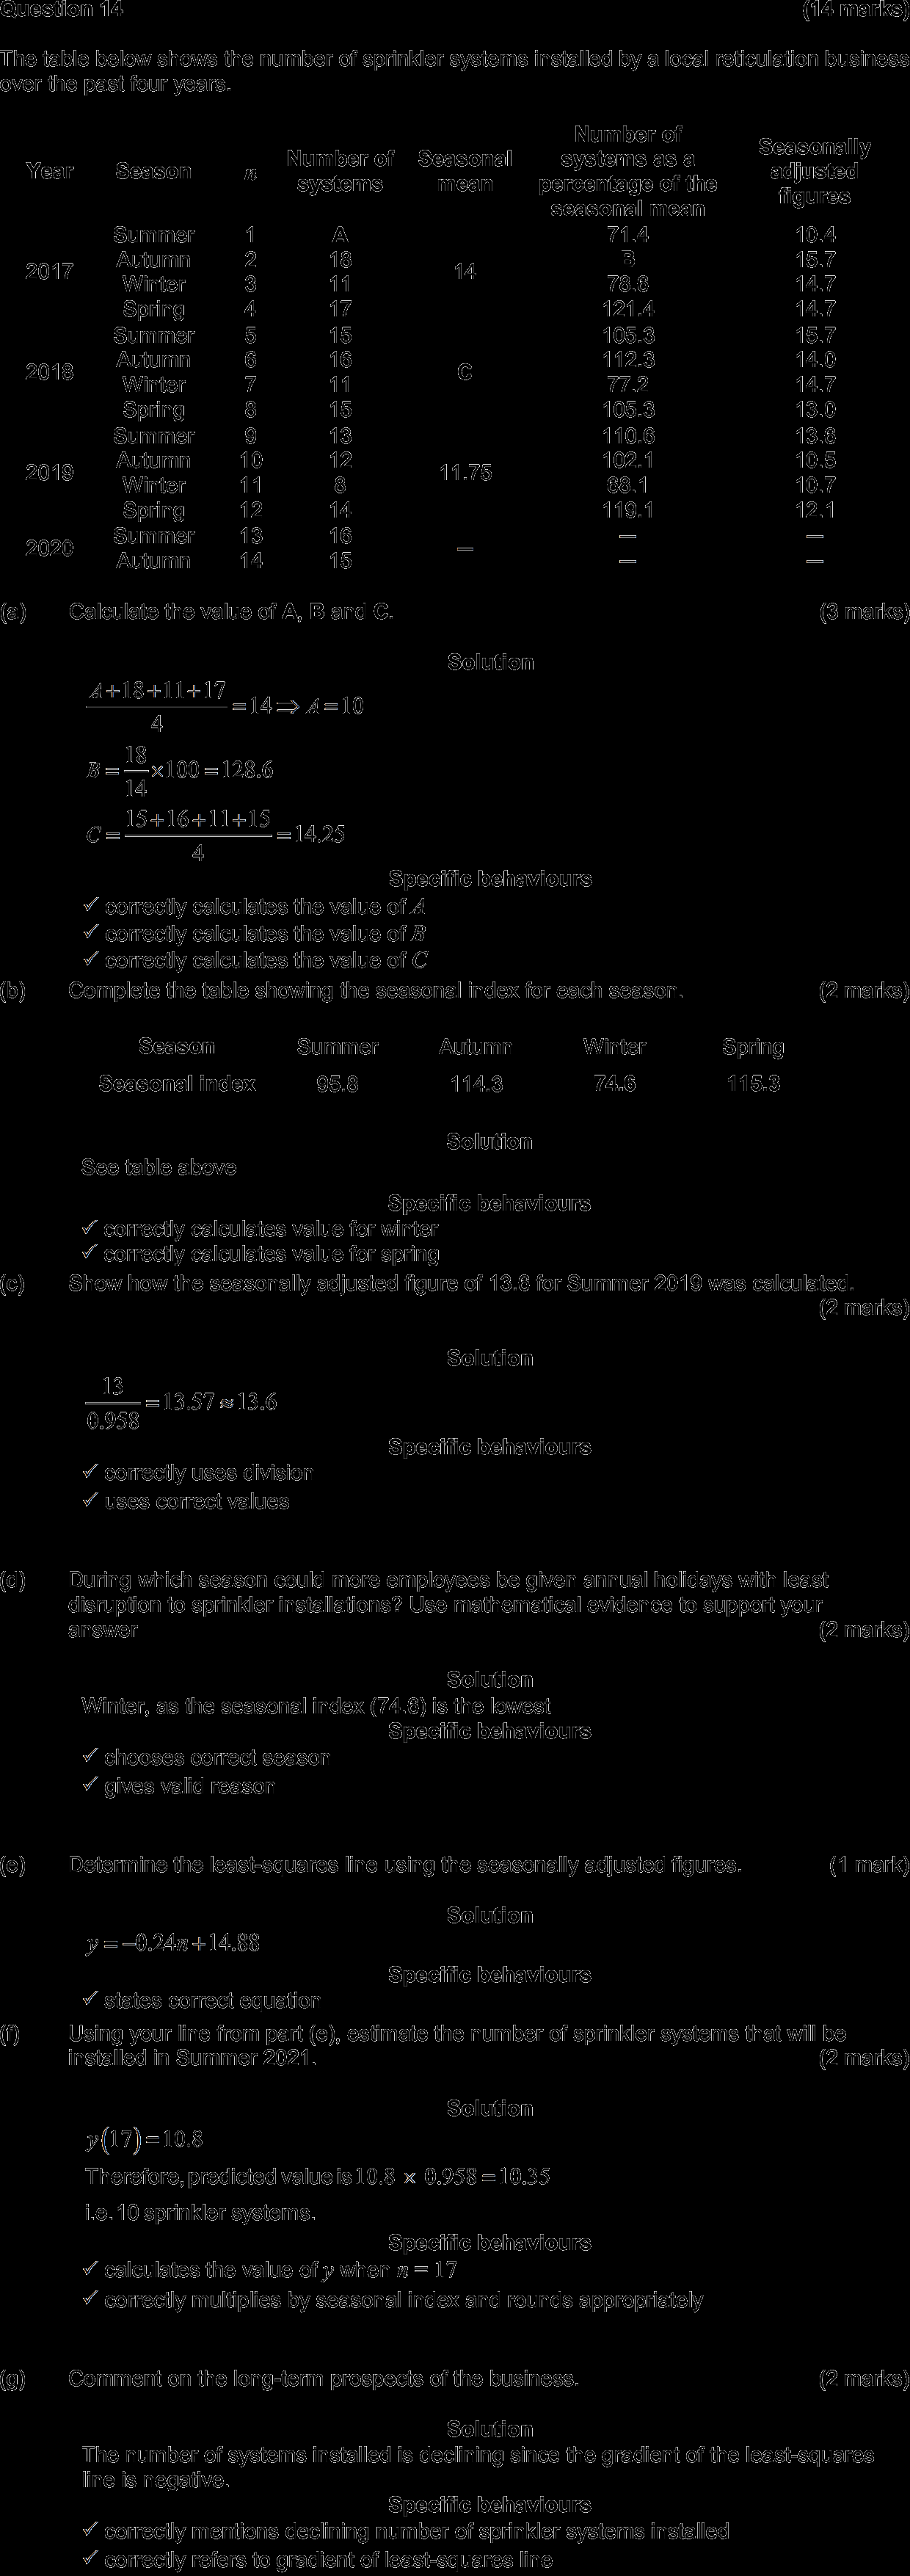 Question 14 (14 marks)
The table below shows the number of sprinkler systems installed by a local reticulation business
over the past four years.
Year Season n Number of systems Seasonal mean Number of systems as a percentage of the seasonal mean Seasonally adjusted figures
2017 Summer 1 A 14 71.4 10.4
Autumn 2 18 B 15.7
Winter 3 11 78.6 14.7
Spring 4 17 121.4 14.7
2018 Summer 5 15 C 105.3 15.7
Autumn 6 16 112.3 14.0
Winter 7 11 77.2 14.7
Spring 8 15 105.3 13.0
2019 Summer 9 13 11.75 110.6 13.6
Autumn 10 12 102.1 10.5
Winter 11 8 68.1 10.7
Spring 12 14 119.1 12.1
2020 Summer 13 16 — — —
Autumn 14 15 — —
(a) Calculate the value of A, B and C. (3 marks)
Solution
(A+18+11+17)/4 = 14 ⇒ A = 10
B = 18/14 × 100 = 128.6
C = (15+16+11+15)/4 = 14.25
Specific behaviours
✓ correctly calculates the value of A
✓ correctly calculates the value of B
✓ correctly calculates the value of C
(b) Complete the table showing the seasonal index for each season. (2 marks)
Season Summer Autumn Winter Spring
Seasonal index 95.8 114.3 74.6 115.3
Solution
See table above
Specific behaviours
✓ correctly calculates value for winter
✓ correctly calculates value for spring
(c) Show how the seasonally adjusted figure of 13.6 for Summer 2019 was calculated.
(2 marks)
Solution
13/0.958 = 13.57 ≈ 13.6
Specific behaviours
✓ correctly uses division
✓ uses correct values
(d) During which season could more employees be given annual holidays with least
disruption to sprinkler installations? Use mathematical evidence to support your
answer (2 marks)
Solution
Winter, as the seasonal index (74.6) is the lowest
Specific behaviours
✓ chooses correct season
✓ gives valid reason
(e) Determine the least-squares line using the seasonally adjusted figures. (1 mark)
Solution
y = −0.24n + 14.88
Specific behaviours
✓ states correct equation
(f) Using your line from part (e), estimate the number of sprinkler systems that will be
installed in Summer 2021. (2 marks)
Solution
y(17) = 10.8
Therefore, predicted value is 10.8 × 0.958 = 10.35
i.e. 10 sprinkler systems.
Specific behaviours
✓ calculates the value of y when n = 17
✓ correctly multiplies by seasonal index and rounds appropriately
(g) Comment on the long-term prospects of the business. (2 marks)
Solution
The number of systems installed is declining since the gradient of the least-squares
line is negative.
Specific behaviours
✓ correctly mentions declining number of sprinkler systems installed
✓ correctly refers to gradient of least-squares line